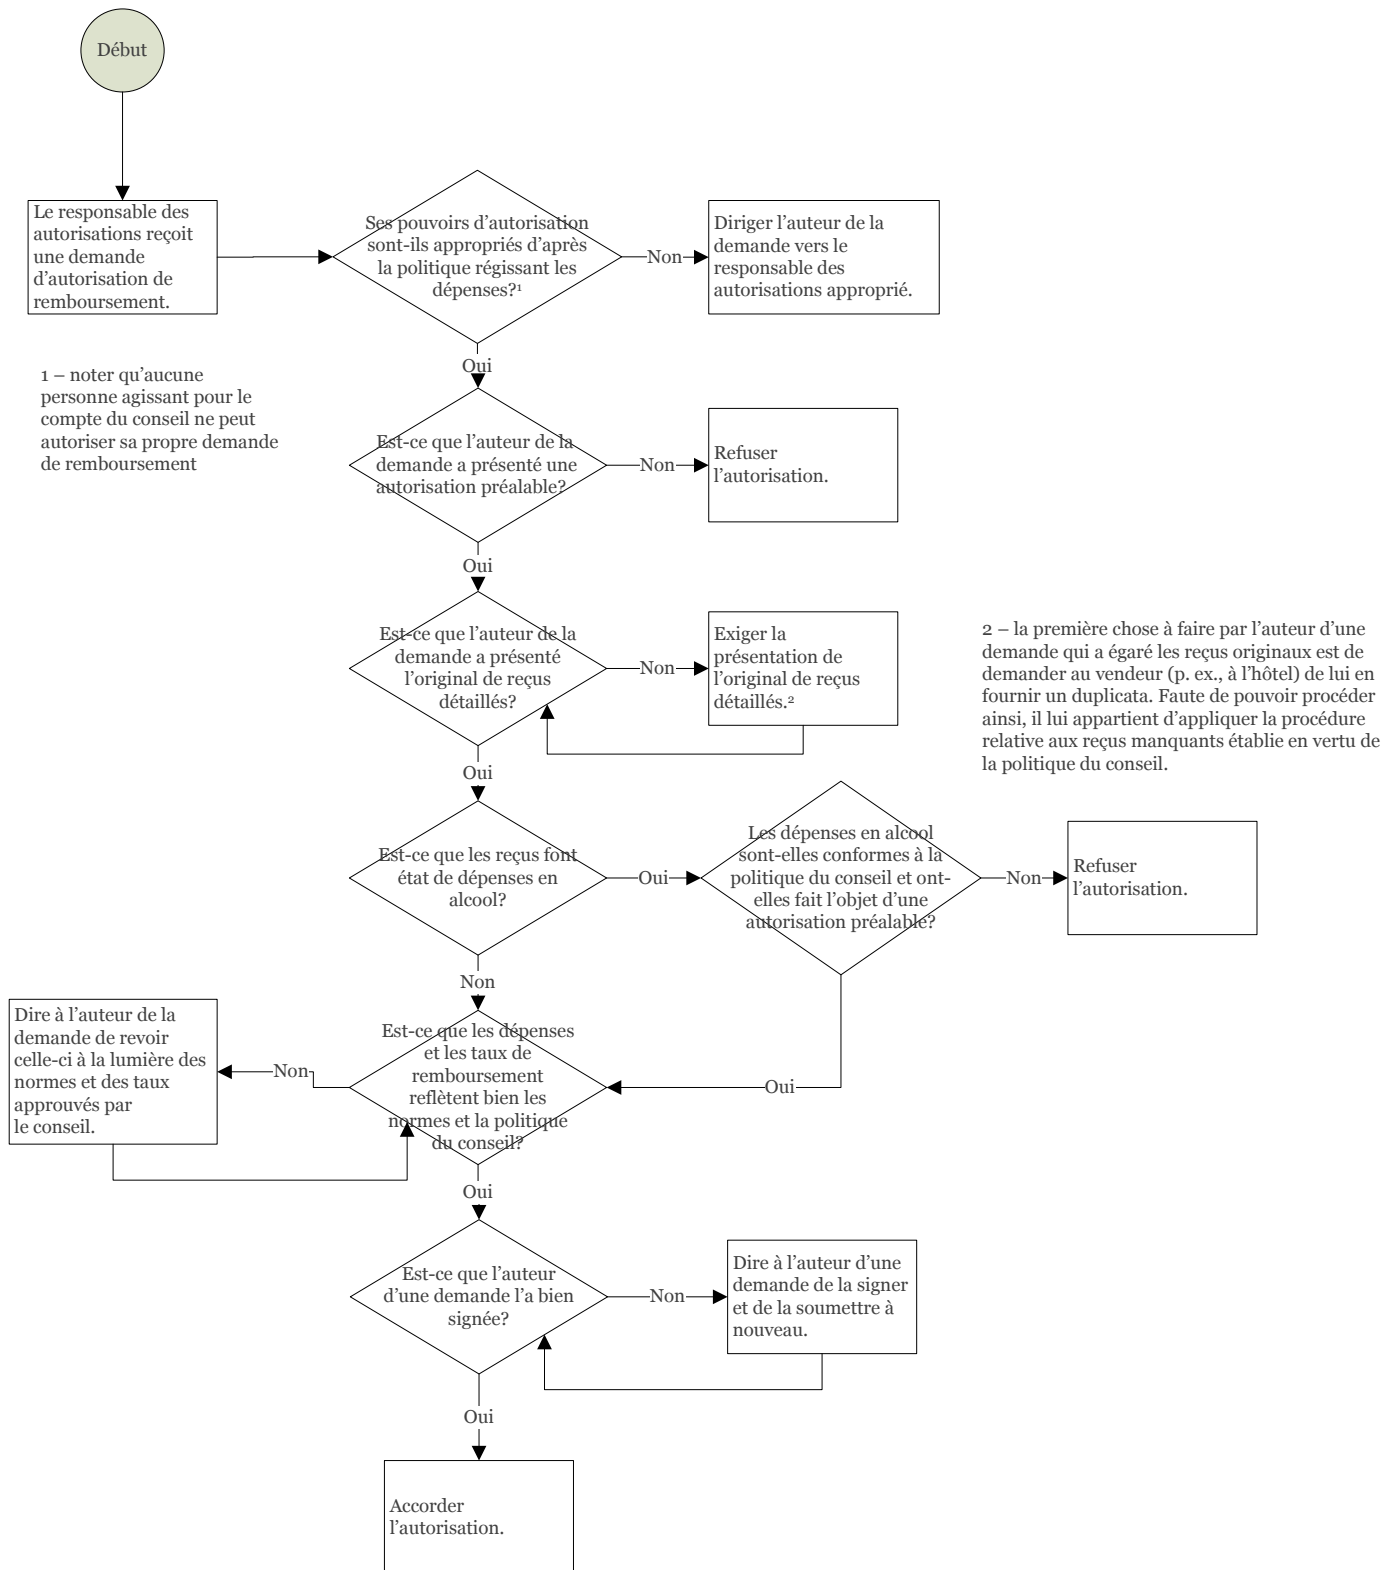 Début
Le responsable des
autorisations reçoit
une demande
d'autorisation de
remboursement.
Ses pouvoirs d'autorisation
sont-ils appropriés d'après
la politique régissant les
dépenses?¹
Non
Diriger l'auteur de la
demande vers le
responsable des
autorisations approprié.
Oui
1 – noter qu'aucune
personne agissant pour le
compte du conseil ne peut
autoriser sa propre demande
de remboursement
Est-ce que l'auteur de la
demande a présenté une
autorisation préalable?
Non
Refuser
l'autorisation.
Oui
Est-ce que l'auteur de la
demande a présenté
l'original de reçus
détaillés?
Non
Exiger la
présentation de
l'original de reçus
détaillés.²
2 – la première chose à faire par l'auteur d'une
demande qui a égaré les reçus originaux est de
demander au vendeur (p. ex., à l'hôtel) de lui en
fournir un duplicata. Faute de pouvoir procéder
ainsi, il lui appartient d'appliquer la procédure
relative aux reçus manquants établie en vertu de
la politique du conseil.
Oui
Est-ce que les reçus font
état de dépenses en
alcool?
Oui
Les dépenses en alcool
sont-elles conformes à la
politique du conseil et ont-
elles fait l'objet d'une
autorisation préalable?
Non
Refuser
l'autorisation.
Non
Oui
Est-ce que les dépenses
et les taux de
remboursement
reflètent bien les
normes et la politique
du conseil?
Non
Dire à l'auteur de la
demande de revoir
celle-ci à la lumière des
normes et des taux
approuvés par
le conseil.
Oui
Est-ce que l'auteur
d'une demande l'a bien
signée?
Non
Dire à l'auteur d'une
demande de la signer
et de la soumettre à
nouveau.
Oui
Accorder
l'autorisation.